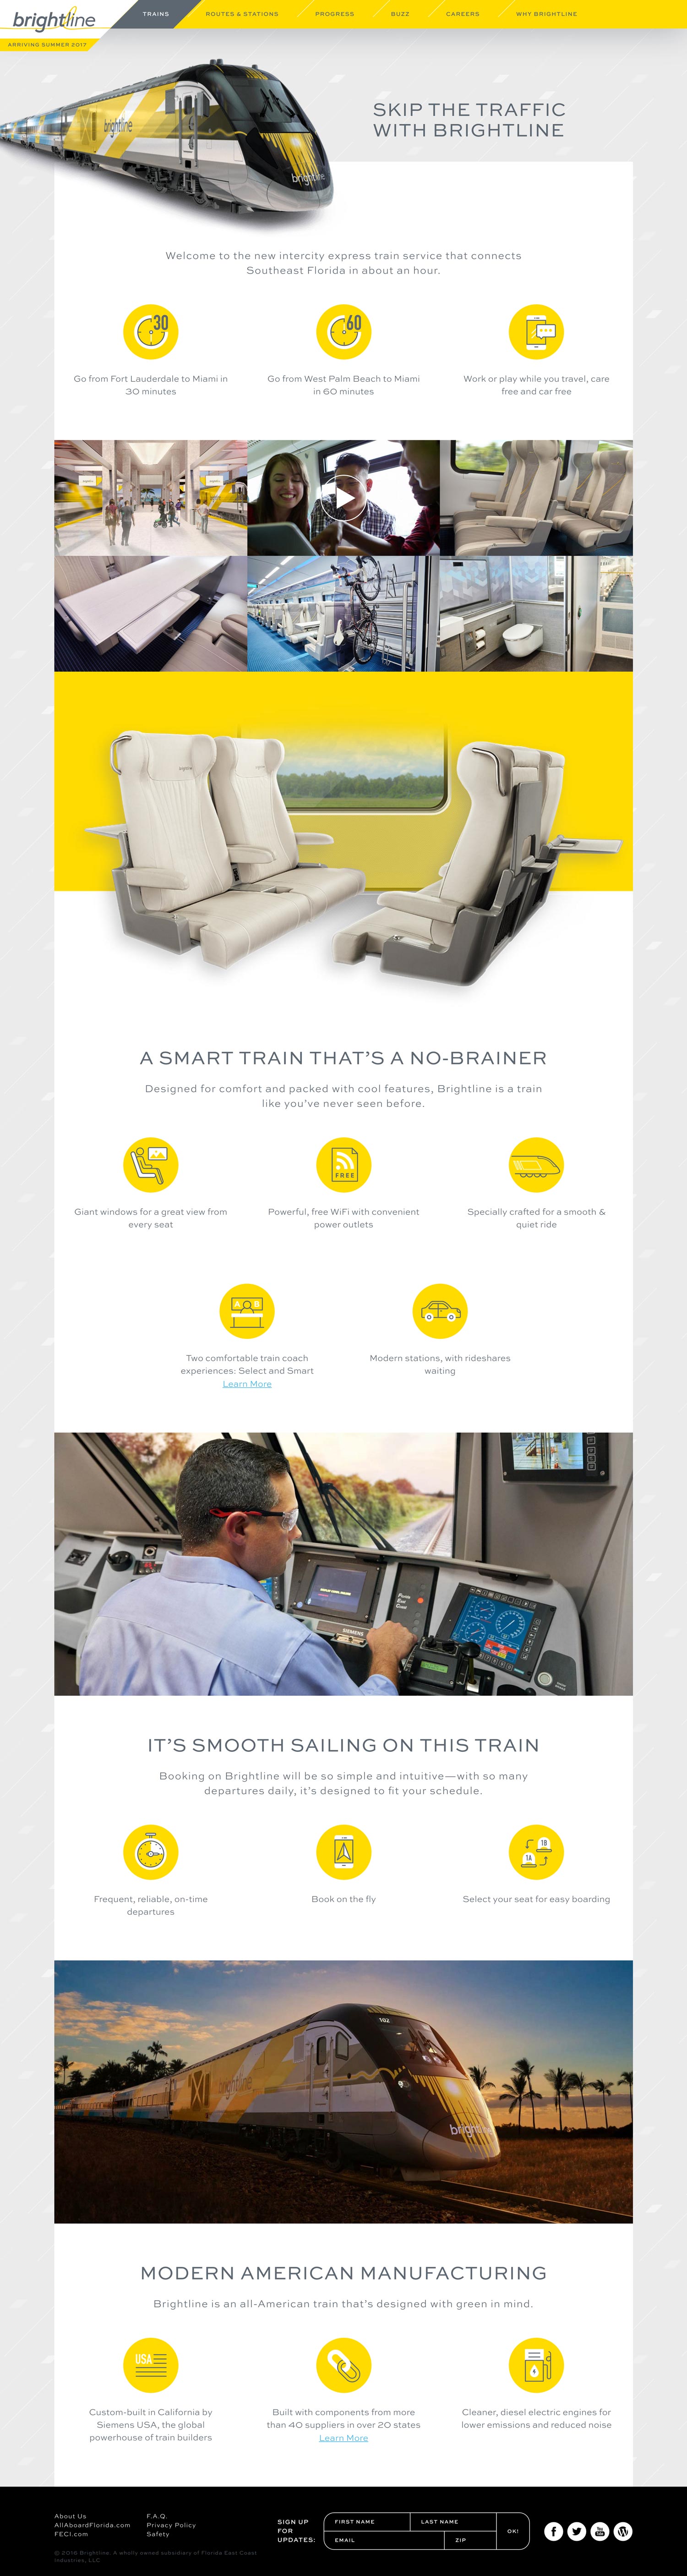 brightline
TRAINS
ROUTES & STATIONS
PROGRESS
BUZZ
CAREERS
WHY BRIGHTLINE
ARRIVING SUMMER 2017
SKIP THE TRAFFIC
WITH BRIGHTLINE
brightline
brightline
Welcome to the new intercity express train service that connects
Southeast Florida in about an hour.
30
60
Go from Fort Lauderdale to Miami in
30 minutes
Go from West Palm Beach to Miami
in 60 minutes
Work or play while you travel, care
free and car free
A SMART TRAIN THAT'S A NO-BRAINER
Designed for comfort and packed with cool features, Brightline is a train
like you've never seen before.
FREE
Giant windows for a great view from
every seat
Powerful, free WiFi with convenient
power outlets
Specially crafted for a smooth &
quiet ride
A B
Two comfortable train coach
experiences: Select and Smart
Learn More
Modern stations, with rideshares
waiting
SIEMENS
IT'S SMOOTH SAILING ON THIS TRAIN
Booking on Brightline will be so simple and intuitive—with so many
departures daily, it's designed to fit your schedule.
1B
1A
Frequent, reliable, on-time
departures
Book on the fly
Select your seat for easy boarding
102
brightline
brightline
MODERN AMERICAN MANUFACTURING
Brightline is an all-American train that's designed with green in mind.
USA
Custom-built in California by
Siemens USA, the global
powerhouse of train builders
Built with components from more
than 40 suppliers in over 20 states
Learn More
Cleaner, diesel electric engines for
lower emissions and reduced noise
About Us
AllAboardFlorida.com
FECI.com
F.A.Q.
Privacy Policy
Safety
SIGN UP
FOR
UPDATES:
FIRST NAME
LAST NAME
EMAIL
ZIP
OK!
You Tube
© 2016 Brightline. A wholly owned subsidiary of Florida East Coast
Industries, LLC